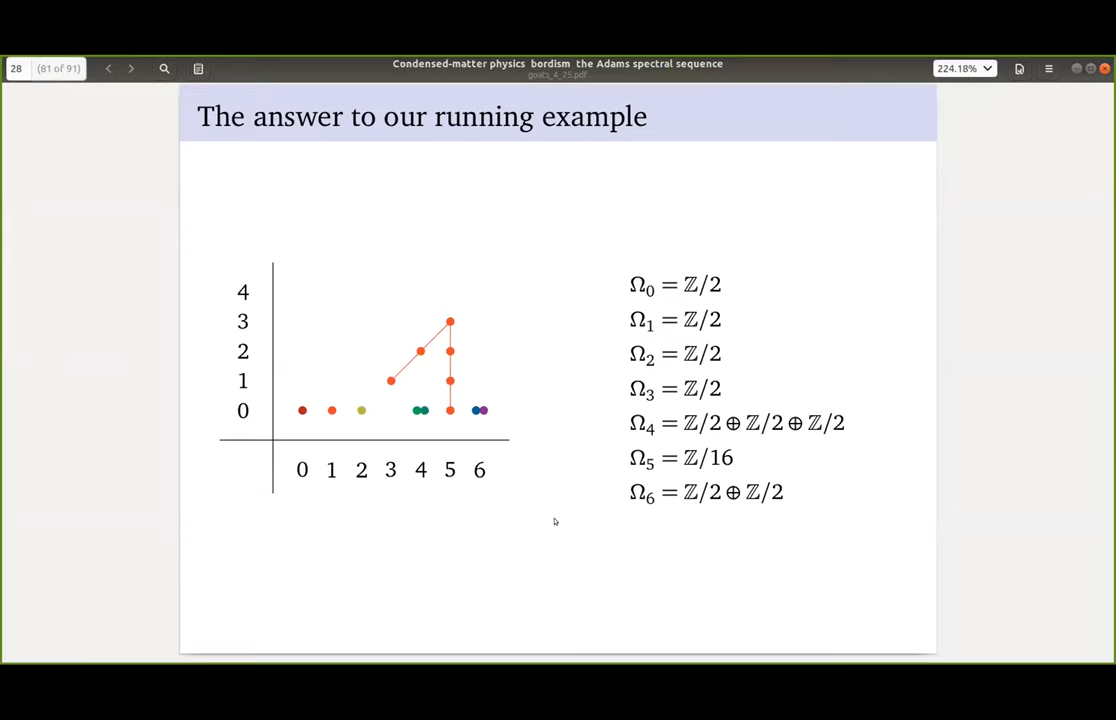 28 (81 of 91)
Condensed-matter physics bordism the Adams spectral sequence
goats_4_25.pdf
224.18%
The answer to our running example
4
3
2
1
0
0 1 2 3 4 5 6
Ω₀ = ℤ/2
Ω₁ = ℤ/2
Ω₂ = ℤ/2
Ω₃ = ℤ/2
Ω₄ = ℤ/2 ⊕ ℤ/2 ⊕ ℤ/2
Ω₅ = ℤ/16
Ω₆ = ℤ/2 ⊕ ℤ/2